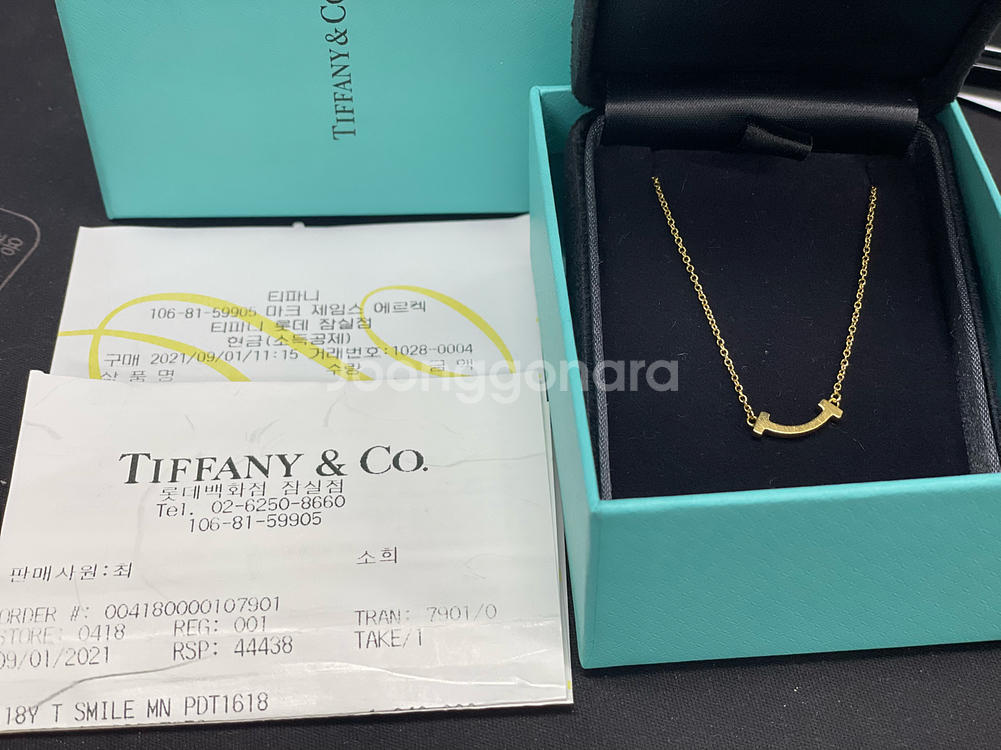 TIFFANY & CO
티파니
106-81-59905 마크 제임스 에르켁
티파니 롯데 잠실점
현금(소득공제)
구매 2021/09/01/11:15 거래번호:1028-0004
상 품 명 수량 금 액
soonggonara
TIFFANY & CO.
롯데백화점 잠실점
Tel. 02-6250-8660
106-81-59905
판매사원:최 소희
ORDER #: 004180000107901
STORE: 0418 REG: 001 TRAN: 7901/0
09/01/2021 RSP: 44438 TAKE/1
18Y T SMILE MN PDT1618